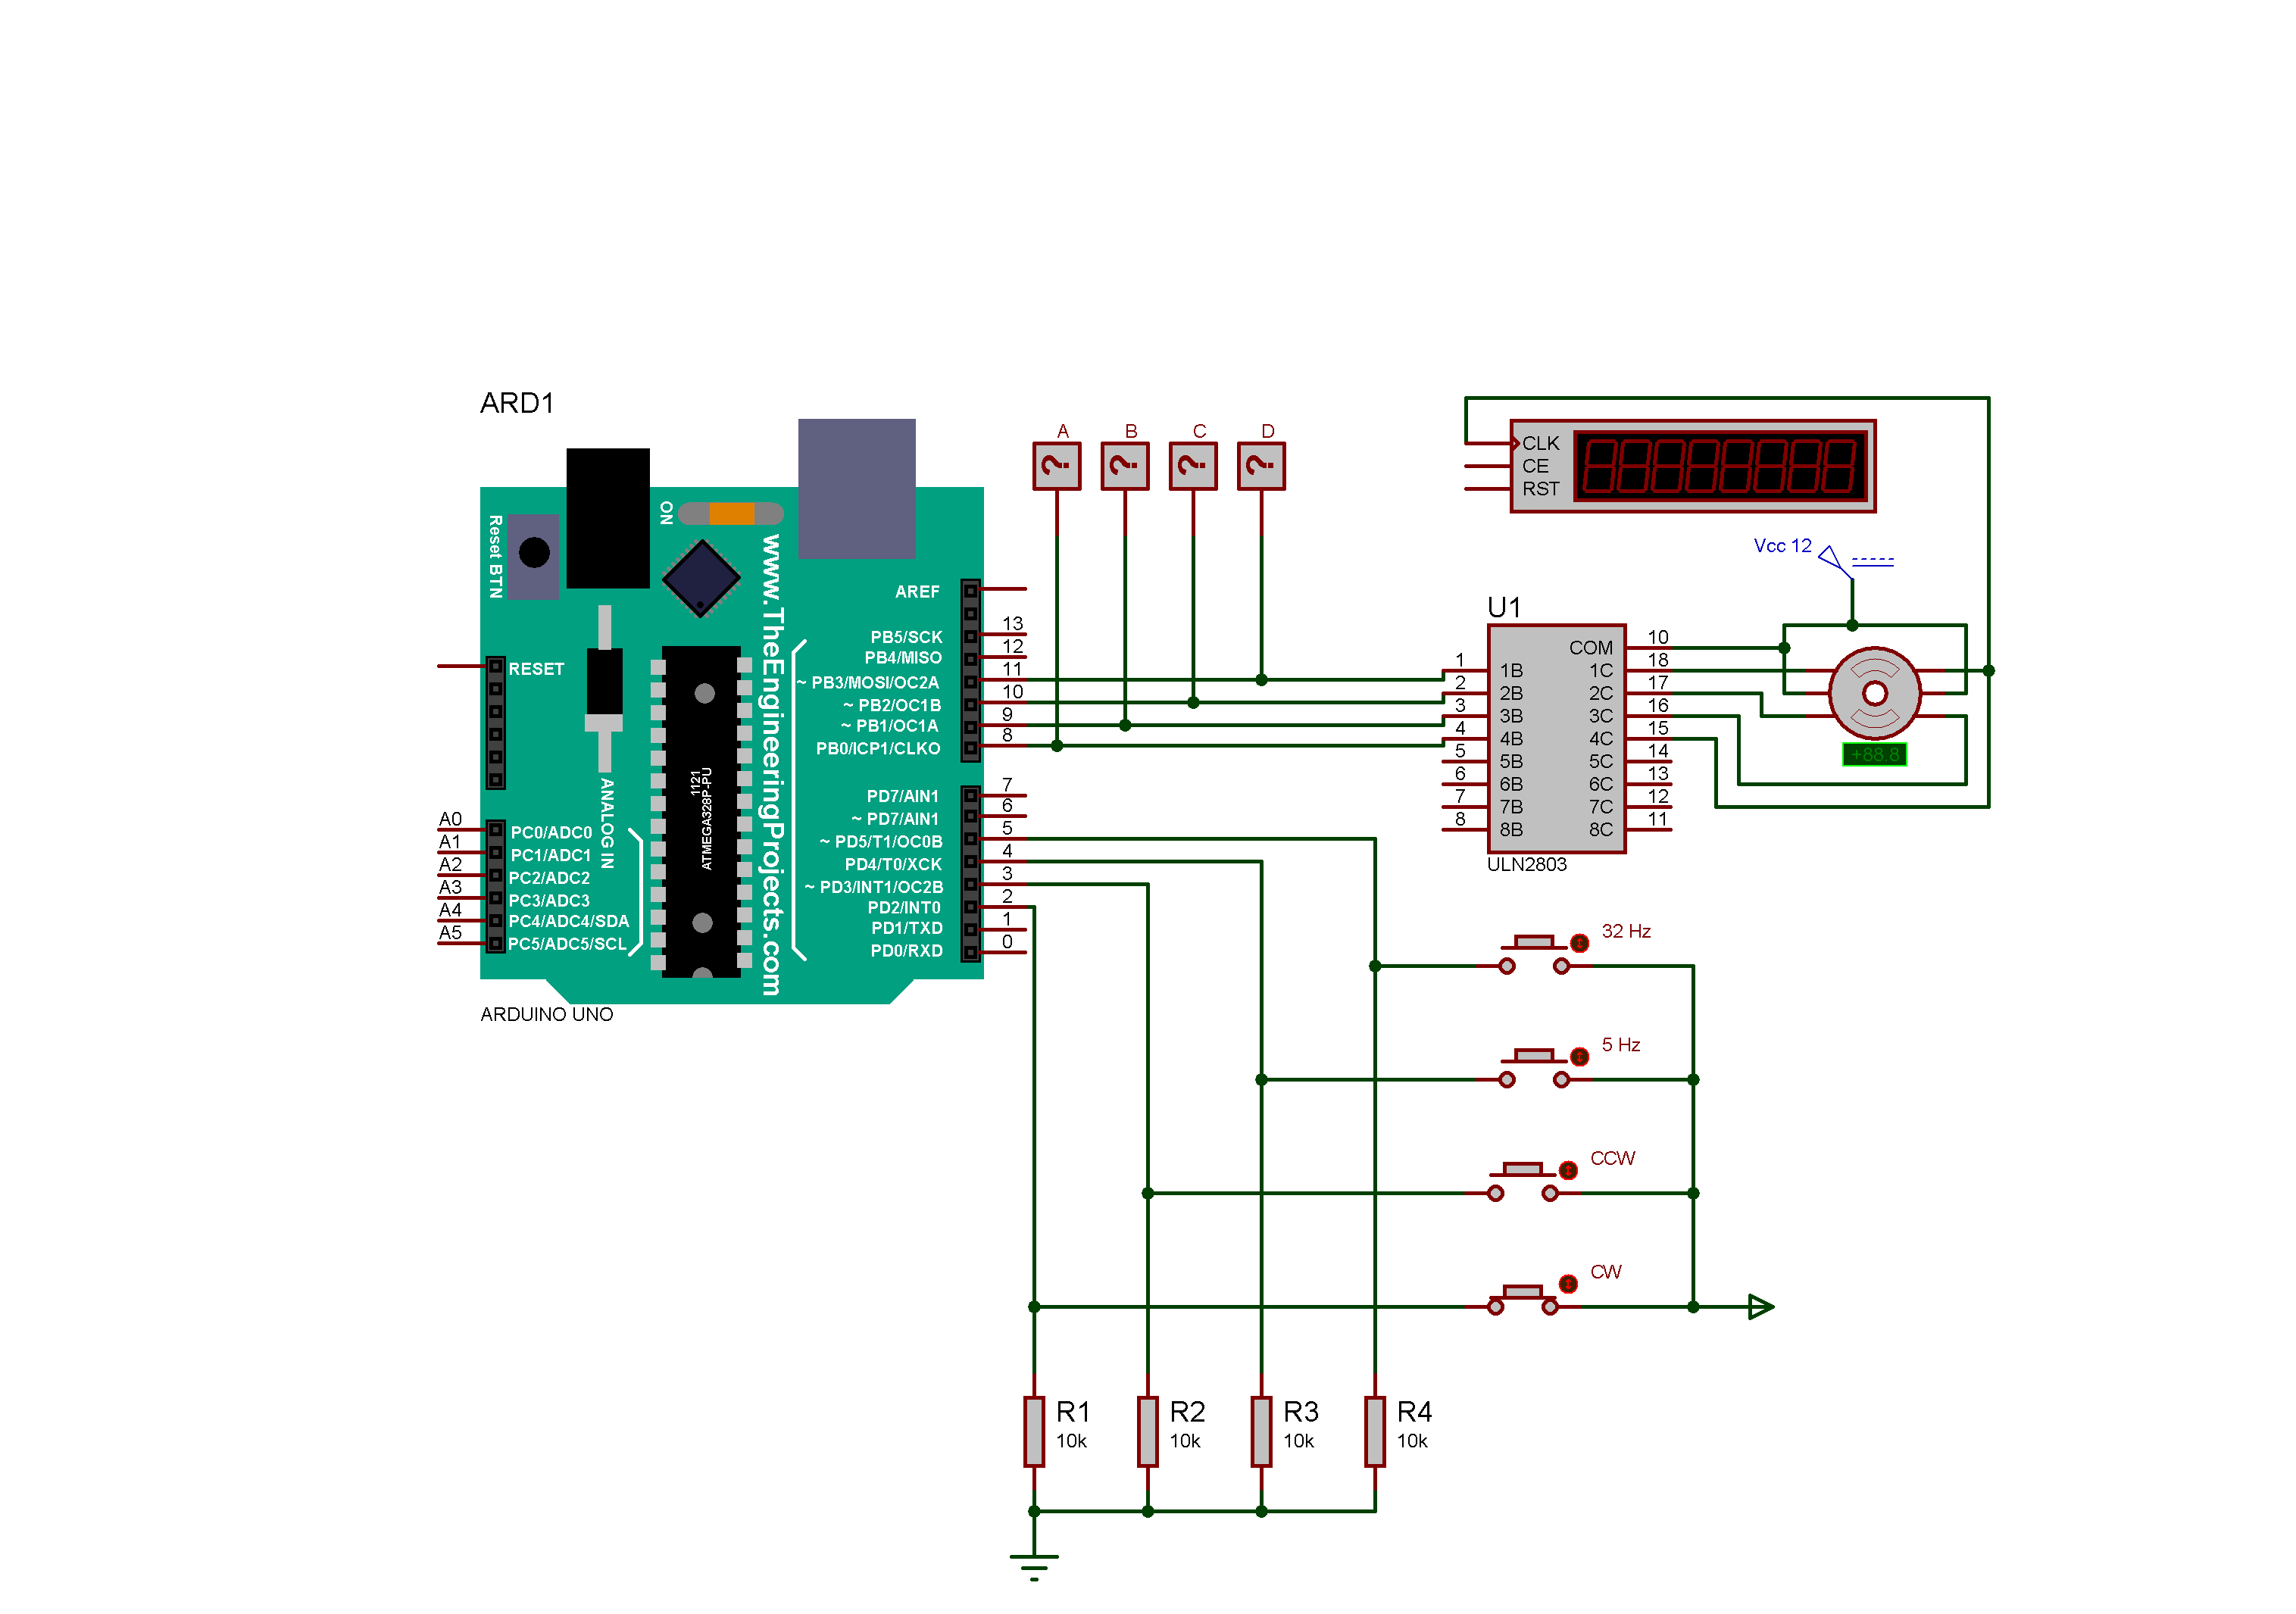 ARD1
A
B
C
D
?
?
?
?
CLK
CE
RST
88888888
Vcc 12
Reset BTN
ON
www.TheEngineeringProjects.com
AREF
PB5/SCK
13
PB4/MISO
12
~ PB3/MOSI/OC2A
11
~ PB2/OC1B
10
~ PB1/OC1A
9
PB0/ICP1/CLKO
8
RESET
1121
ATMEGA328P-PU
ANALOG IN
PD7/AIN1
7
~ PD7/AIN1
6
~ PD5/T1/OC0B
5
PD4/T0/XCK
4
~ PD3/INT1/OC2B
3
PD2/INT0
2
PD1/TXD
1
PD0/RXD
0
A0
PC0/ADC0
A1
PC1/ADC1
A2
PC2/ADC2
A3
PC3/ADC3
A4
PC4/ADC4/SDA
A5
PC5/ADC5/SCL
ARDUINO UNO
U1
COM 10
1 1B 1C 18
2 2B 2C 17
3 3B 3C 16
4 4B 4C 15
5 5B 5C 14
6 6B 6C 13
7 7B 7C 12
8 8B 8C 11
ULN2803
+88.8
32 Hz
5 Hz
CCW
CW
R1
10k
R2
10k
R3
10k
R4
10k